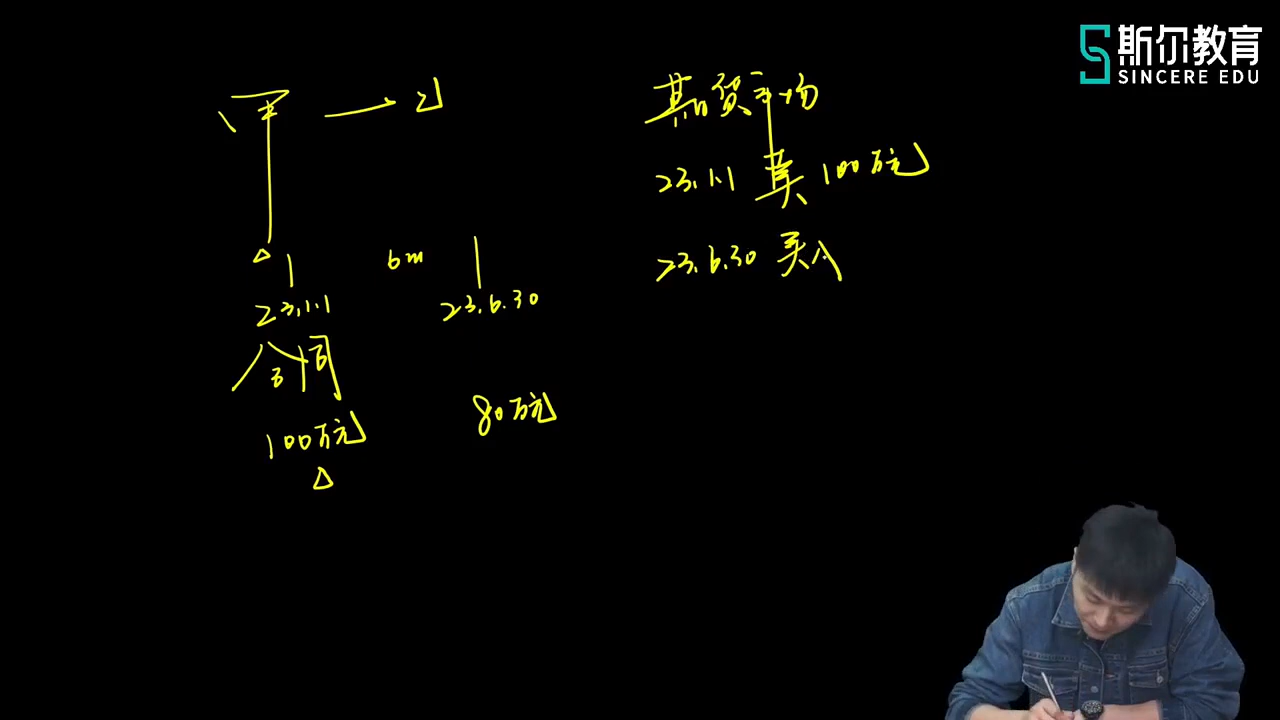 斯尔教育
SINCERE EDU
甲 → 乙
6m
23.1.1
23.6.30
合同
100万元
80万元
期货市场
23.1.1 卖 100万元
23.6.30 买入